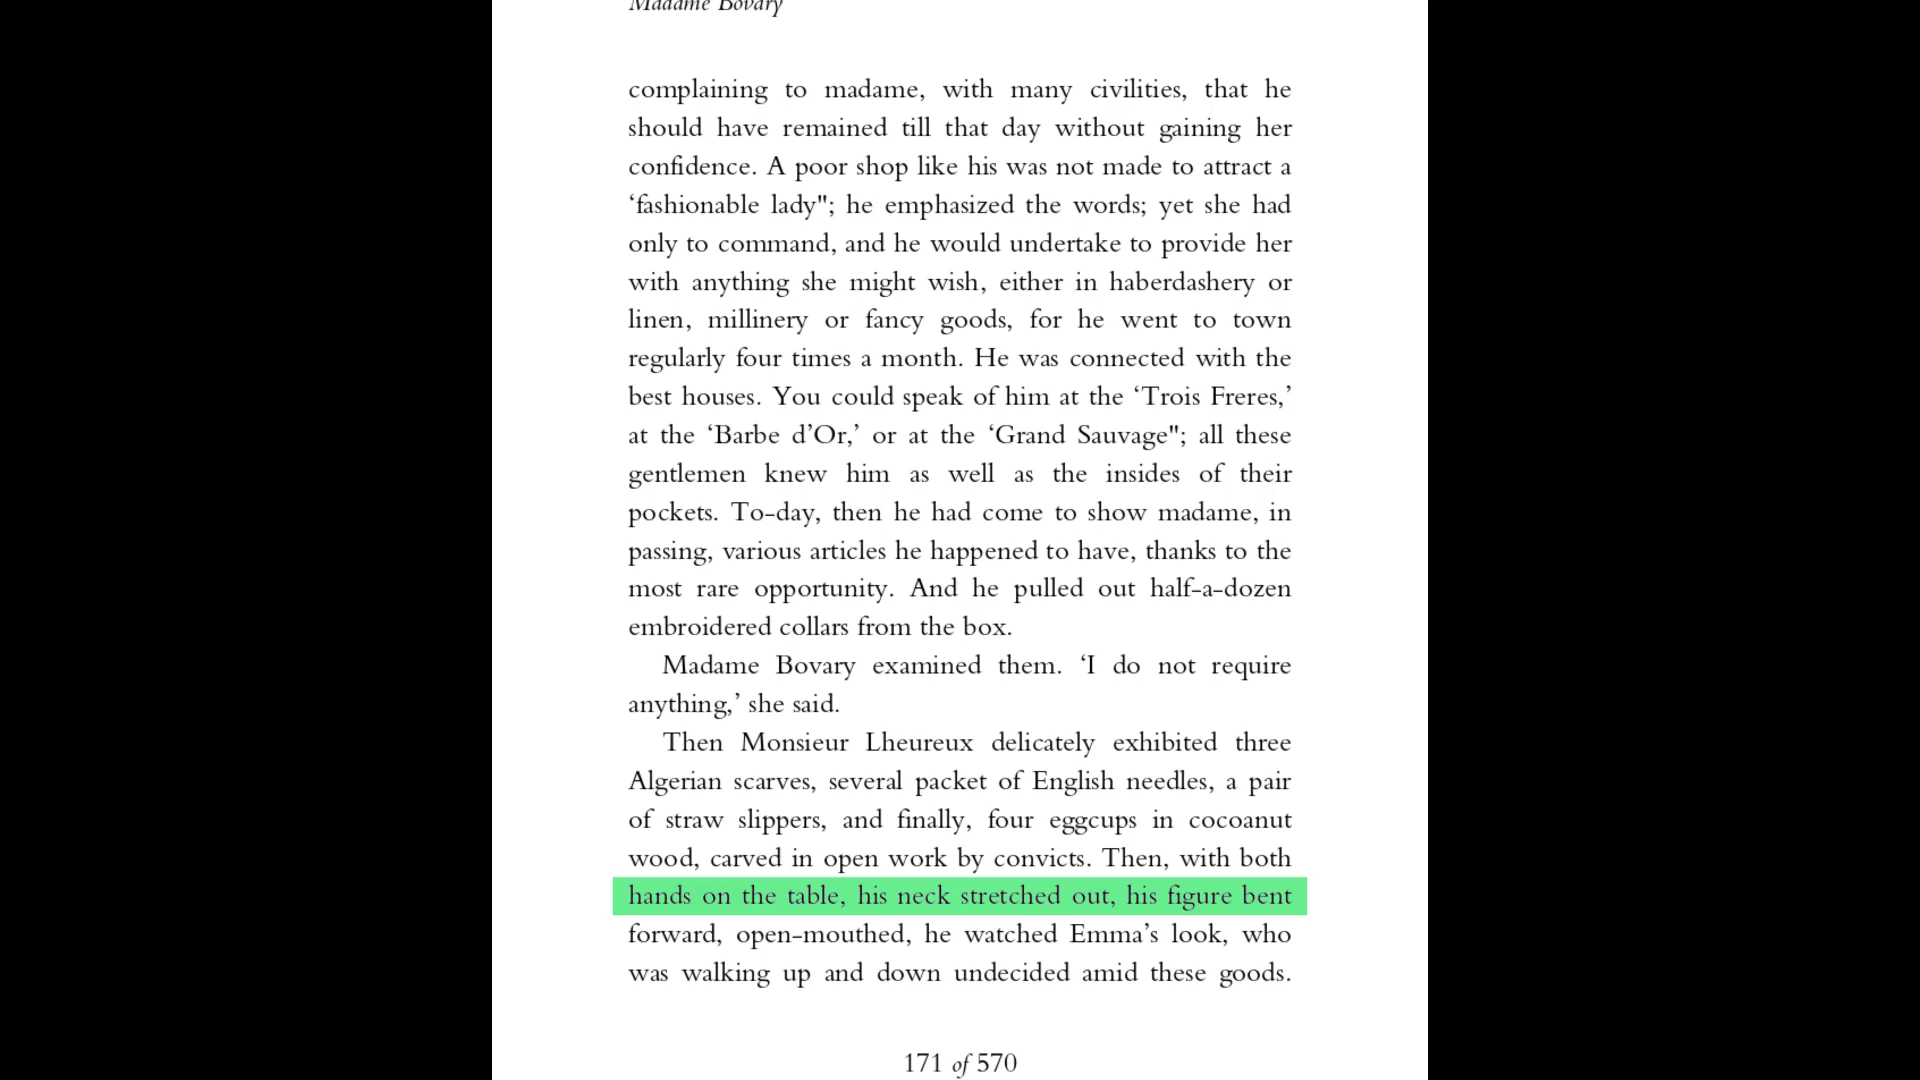 Madame Bovary
complaining to madame, with many civilities, that he
should have remained till that day without gaining her
confidence. A poor shop like his was not made to attract a
‘fashionable lady"; he emphasized the words; yet she had
only to command, and he would undertake to provide her
with anything she might wish, either in haberdashery or
linen, millinery or fancy goods, for he went to town
regularly four times a month. He was connected with the
best houses. You could speak of him at the ‘Trois Freres,’
at the ‘Barbe d’Or,’ or at the ‘Grand Sauvage"; all these
gentlemen knew him as well as the insides of their
pockets. To-day, then he had come to show madame, in
passing, various articles he happened to have, thanks to the
most rare opportunity. And he pulled out half-a-dozen
embroidered collars from the box.
Madame Bovary examined them. ‘I do not require
anything,’ she said.
Then Monsieur Lheureux delicately exhibited three
Algerian scarves, several packet of English needles, a pair
of straw slippers, and finally, four eggcups in cocoanut
wood, carved in open work by convicts. Then, with both
hands on the table, his neck stretched out, his figure bent
forward, open-mouthed, he watched Emma’s look, who
was walking up and down undecided amid these goods.
171 of 570